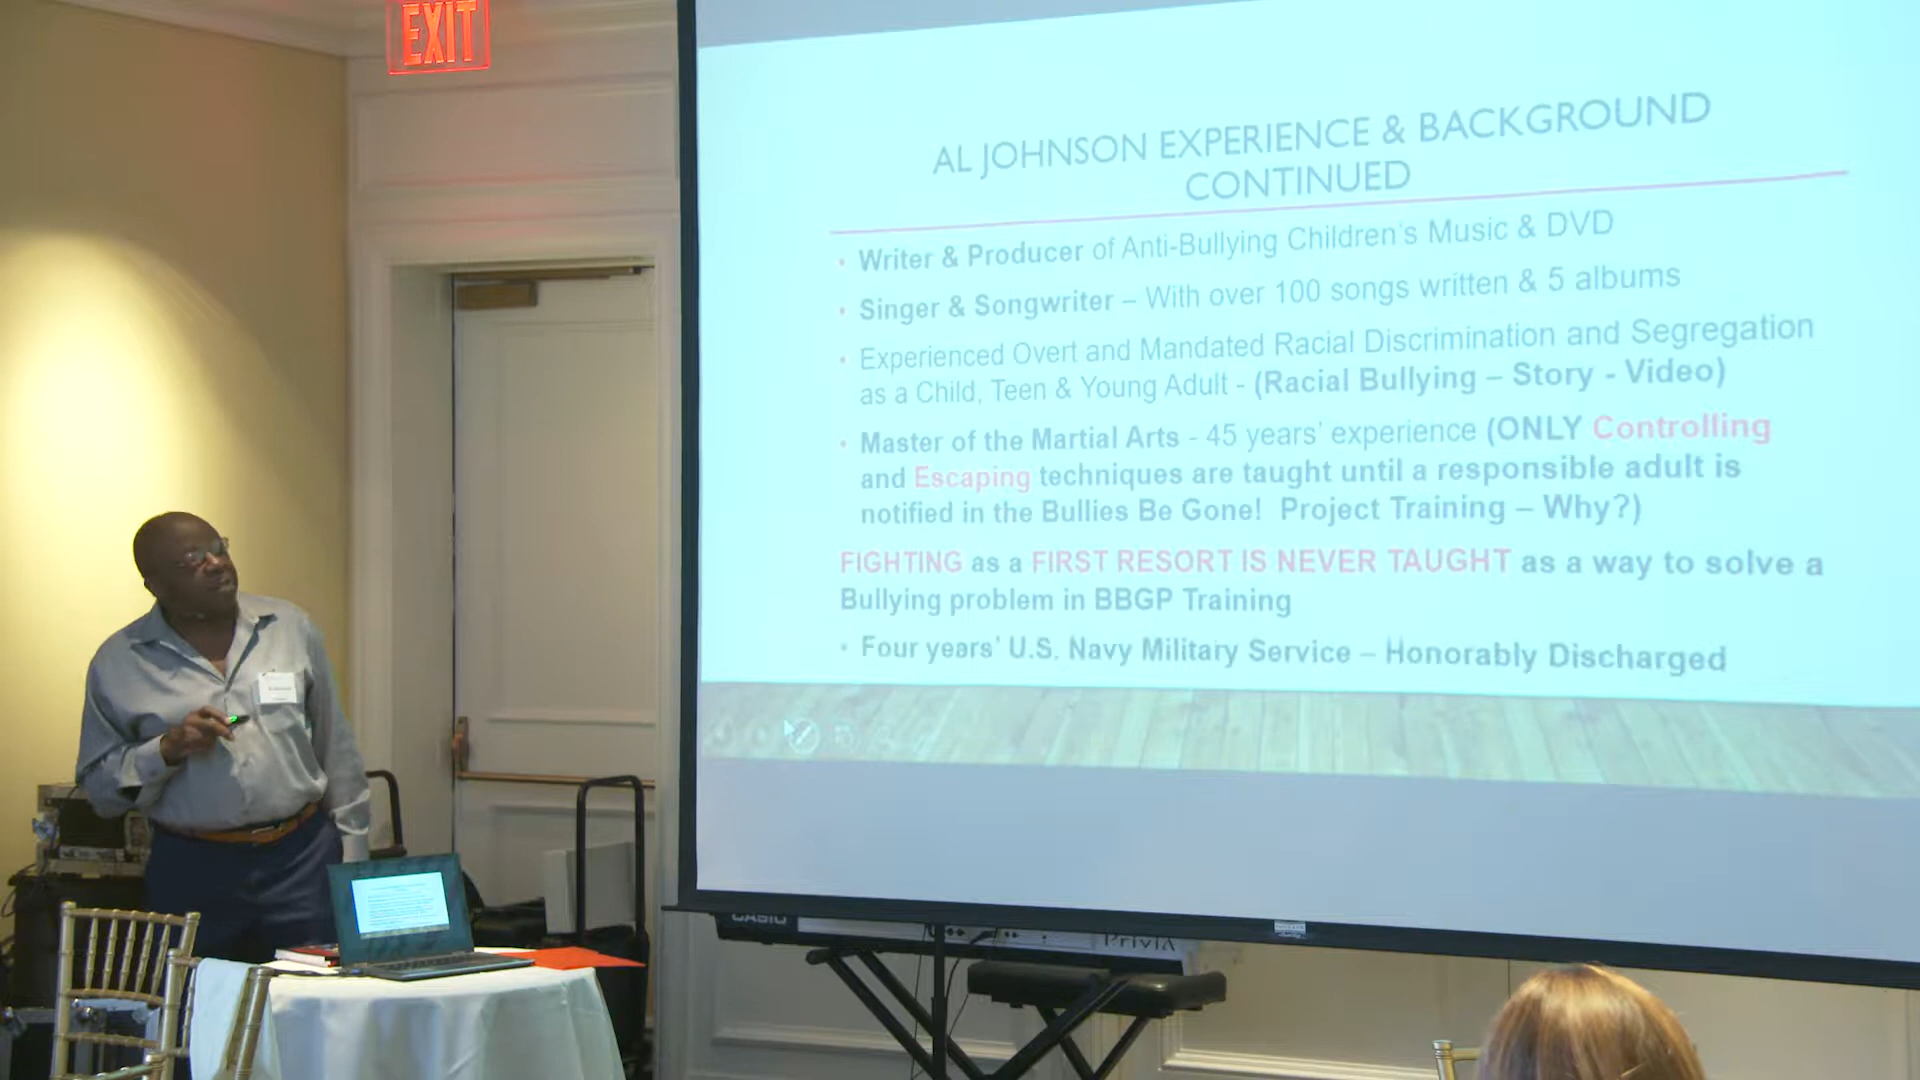 EXIT
AL JOHNSON EXPERIENCE & BACKGROUND
CONTINUED
• Writer & Producer of Anti-Bullying Children's Music & DVD
• Singer & Songwriter – With over 100 songs written & 5 albums
• Experienced Overt and Mandated Racial Discrimination and Segregation
as a Child, Teen & Young Adult - (Racial Bullying – Story - Video)
• Master of the Martial Arts - 45 years' experience (ONLY Controlling
and Escaping techniques are taught until a responsible adult is
notified in the Bullies Be Gone! Project Training – Why?)
FIGHTING as a FIRST RESORT IS NEVER TAUGHT as a way to solve a
Bullying problem in BBGP Training
• Four years' U.S. Navy Military Service – Honorably Discharged
CASIO
Privia